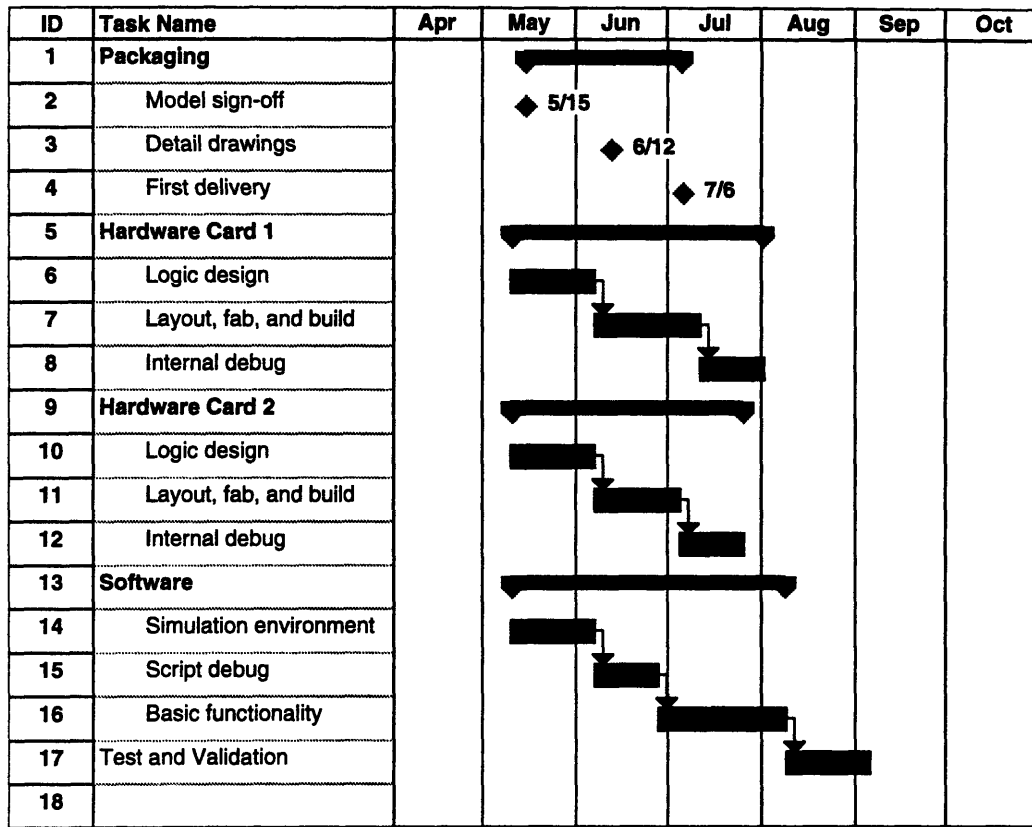 ID Task Name Apr May Jun Jul Aug Sep Oct
1 Packaging
2 Model sign-off 5/15
3 Detail drawings 6/12
4 First delivery 7/6
5 Hardware Card 1
6 Logic design
7 Layout, fab, and build
8 Internal debug
9 Hardware Card 2
10 Logic design
11 Layout, fab, and build
12 Internal debug
13 Software
14 Simulation environment
15 Script debug
16 Basic functionality
17 Test and Validation
18